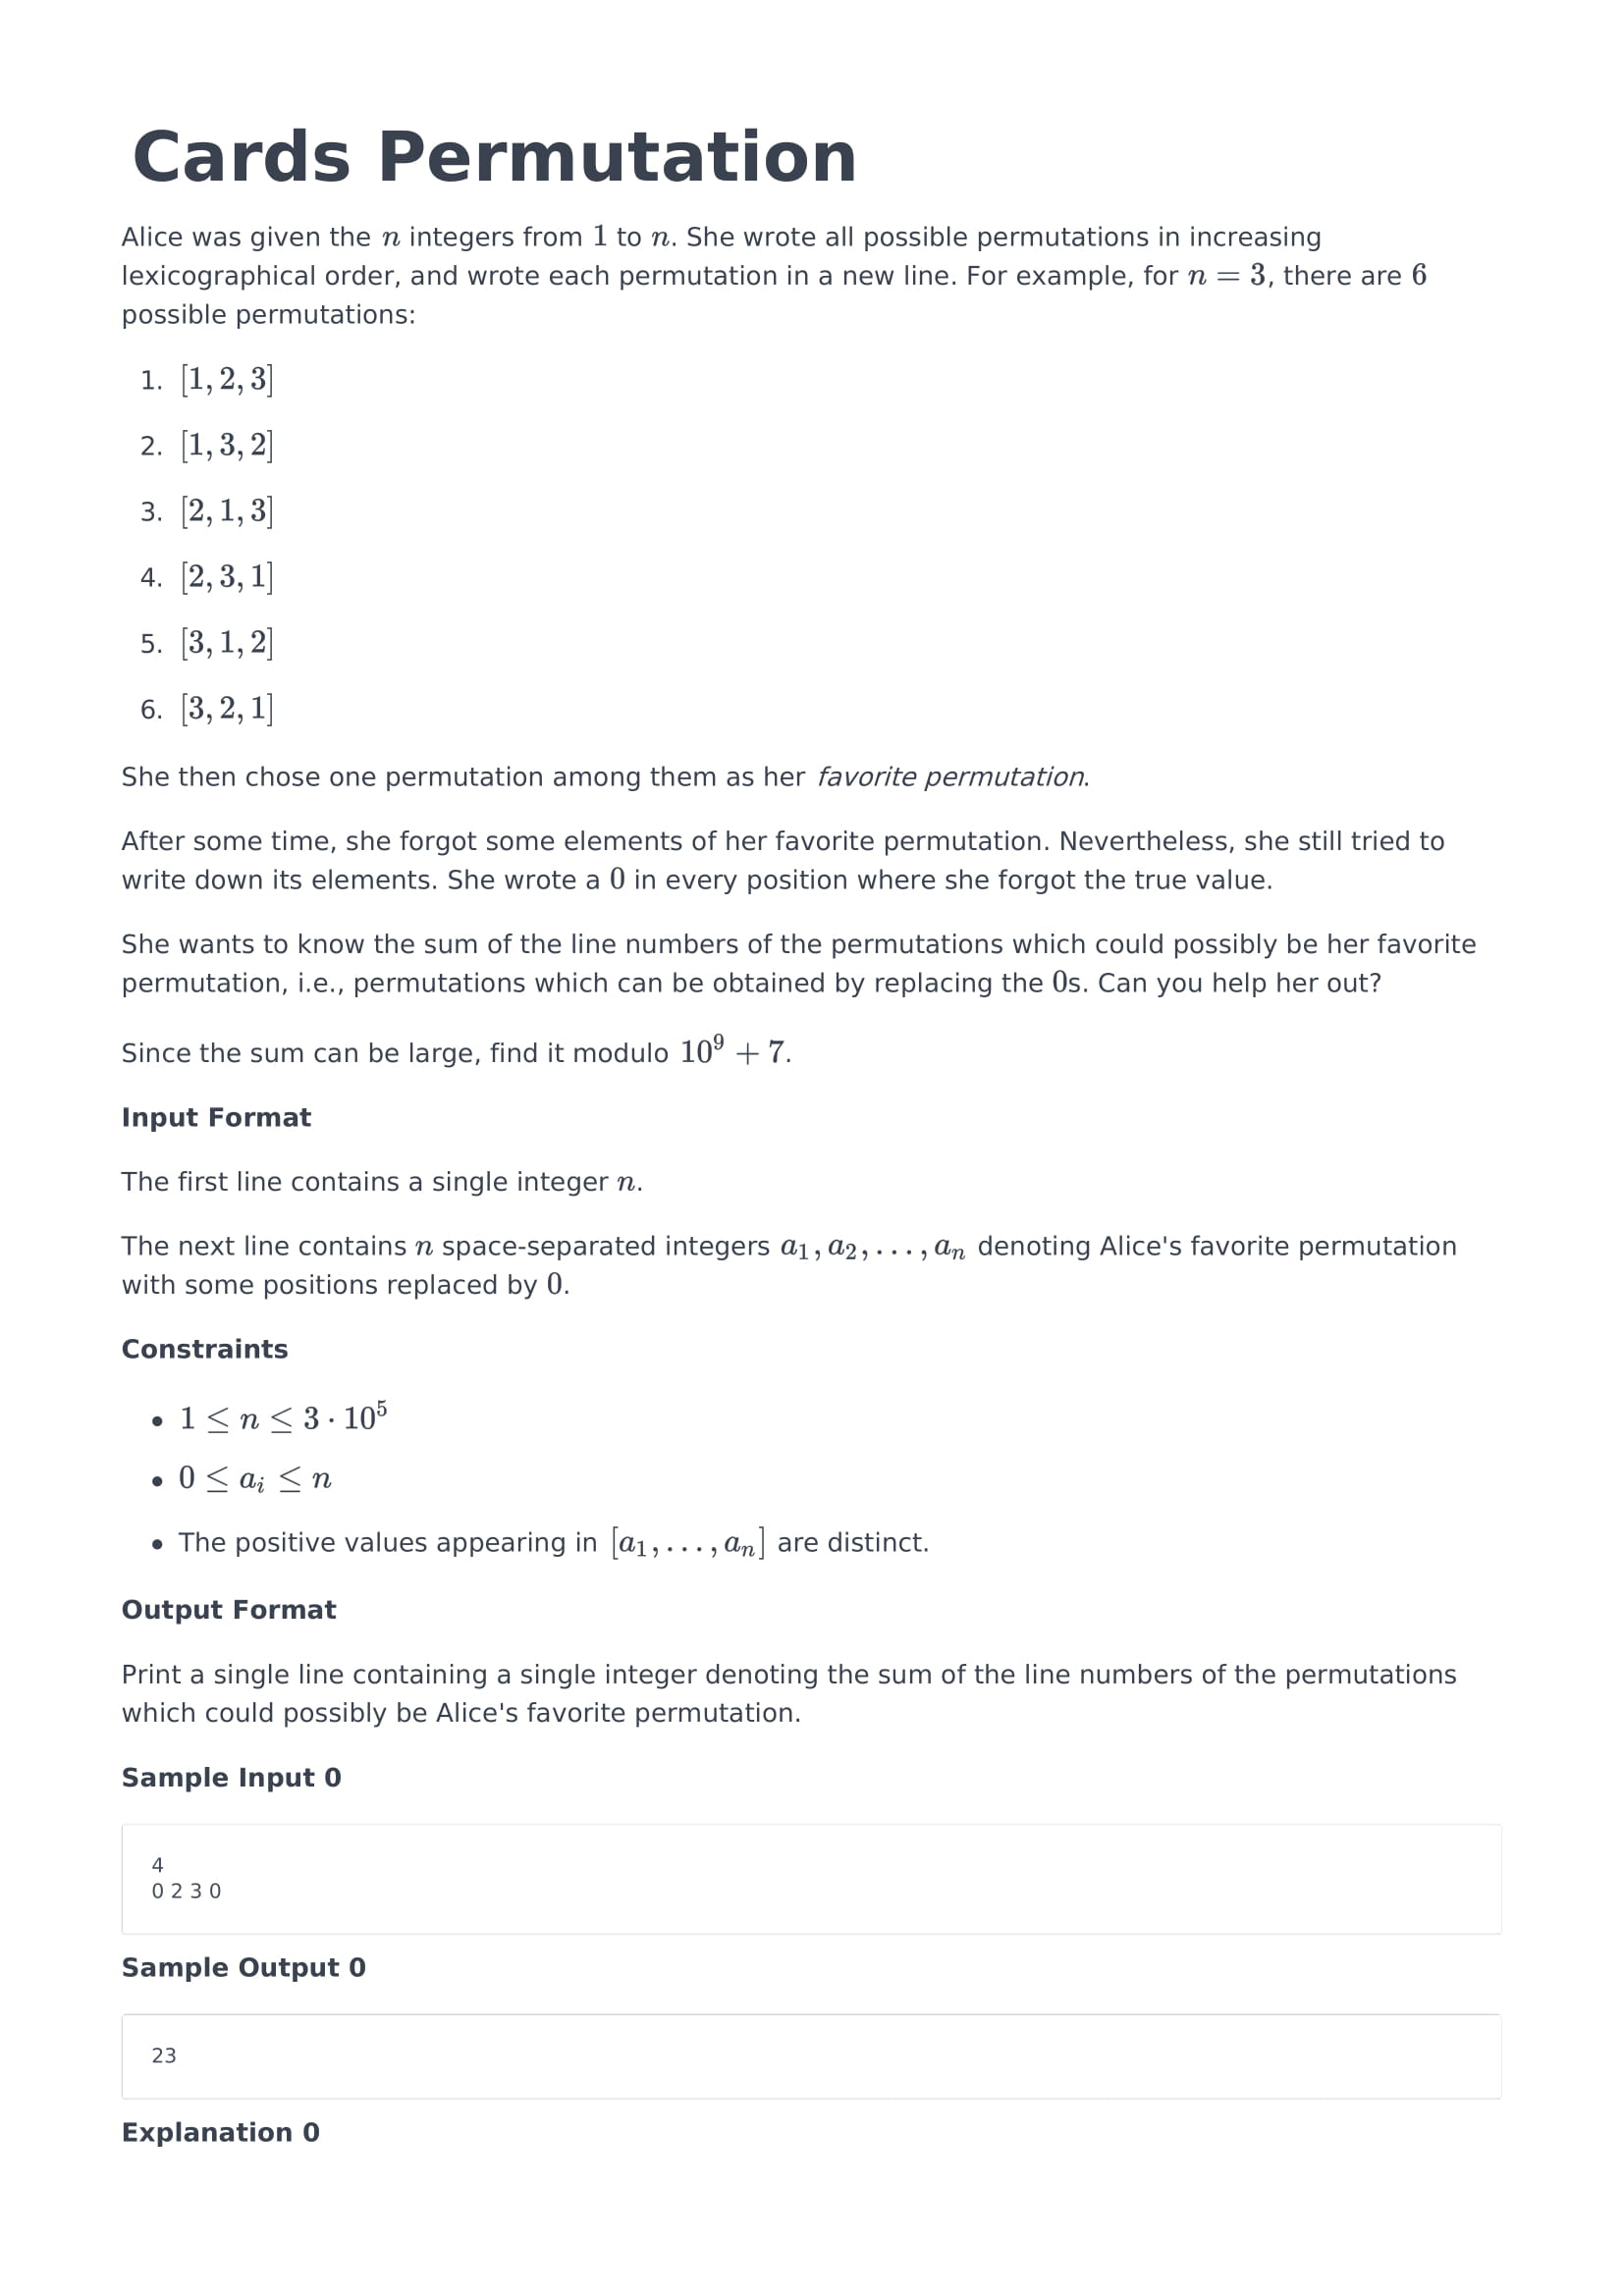 Cards Permutation
Alice was given the n integers from 1 to n. She wrote all possible permutations in increasing
lexicographical order, and wrote each permutation in a new line. For example, for n = 3, there are 6
possible permutations:
1. [1, 2, 3]
2. [1, 3, 2]
3. [2, 1, 3]
4. [2, 3, 1]
5. [3, 1, 2]
6. [3, 2, 1]
She then chose one permutation among them as her favorite permutation.
After some time, she forgot some elements of her favorite permutation. Nevertheless, she still tried to
write down its elements. She wrote a 0 in every position where she forgot the true value.
She wants to know the sum of the line numbers of the permutations which could possibly be her favorite
permutation, i.e., permutations which can be obtained by replacing the 0s. Can you help her out?
Since the sum can be large, find it modulo 10^9 + 7.
Input Format
The first line contains a single integer n.
The next line contains n space-separated integers a_1, a_2, . . . , a_n denoting Alice's favorite permutation
with some positions replaced by 0.
Constraints
• 1 ≤ n ≤ 3 · 10^5
• 0 ≤ a_i ≤ n
• The positive values appearing in [a_1, . . . , a_n] are distinct.
Output Format
Print a single line containing a single integer denoting the sum of the line numbers of the permutations
which could possibly be Alice's favorite permutation.
Sample Input 0
4
0 2 3 0
Sample Output 0
23
Explanation 0